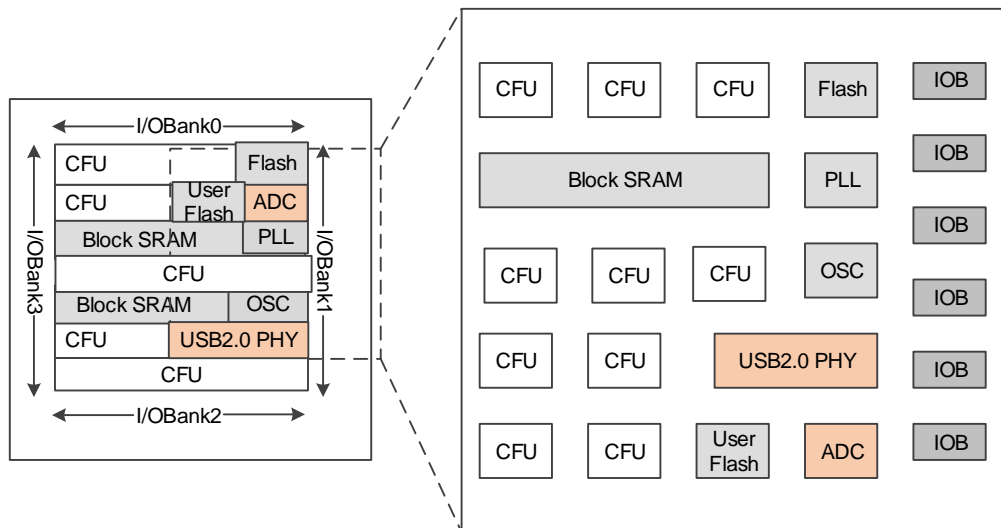 I/OBank0
CFU
Flash
CFU
User
Flash
ADC
Block SRAM
PLL
CFU
Block SRAM
OSC
CFU
USB2.0 PHY
CFU
I/OBank2
I/OBank3
I/OBank1
CFU
CFU
CFU
Flash
IOB
IOB
Block SRAM
PLL
IOB
CFU
CFU
CFU
OSC
IOB
CFU
CFU
USB2.0 PHY
IOB
CFU
CFU
User
Flash
ADC
IOB